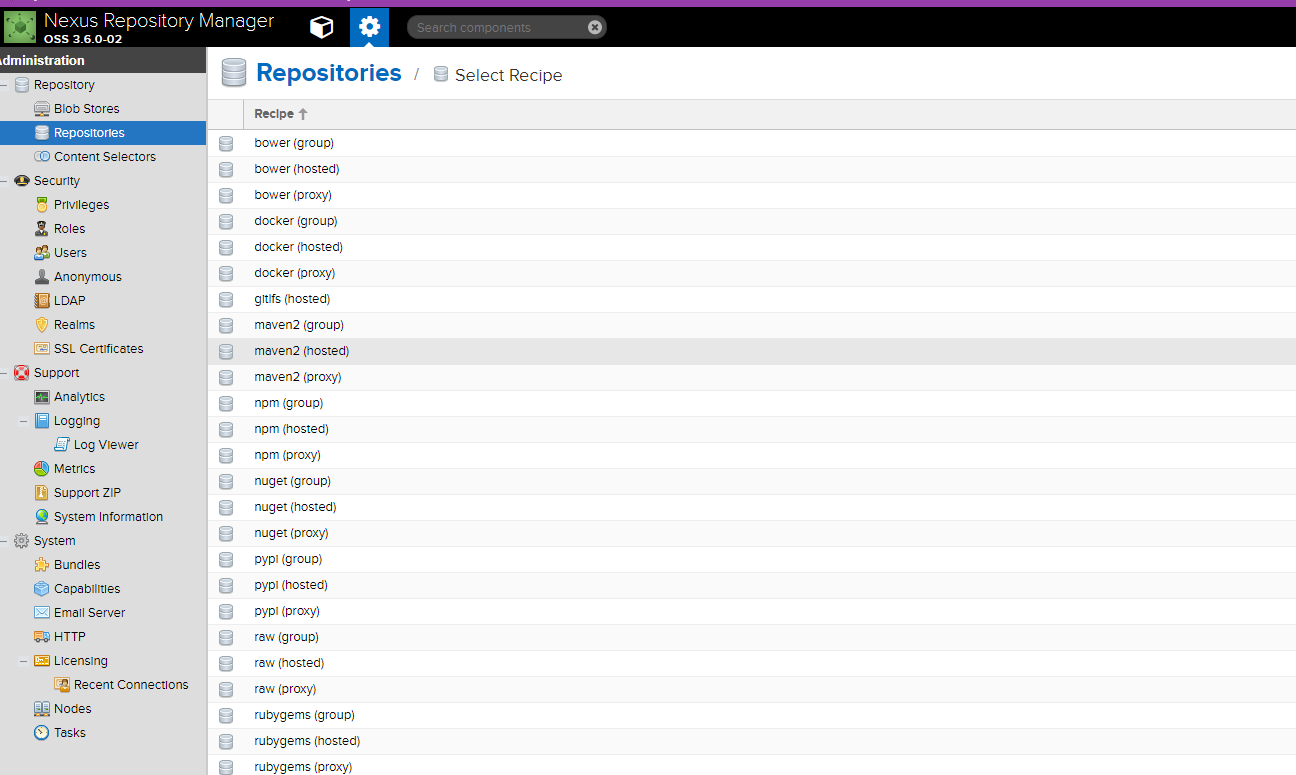 Nexus Repository Manager
OSS 3.6.0-02
Search components
Administration
Repository
Blob Stores
Repositories
Content Selectors
Security
Privileges
Roles
Users
Anonymous
LDAP
Realms
SSL Certificates
Support
Analytics
Logging
Log Viewer
Metrics
Support ZIP
System Information
System
Bundles
Capabilities
Email Server
HTTP
Licensing
Recent Connections
Nodes
Tasks
Repositories / Select Recipe
Recipe
bower (group)
bower (hosted)
bower (proxy)
docker (group)
docker (hosted)
docker (proxy)
gitlfs (hosted)
maven2 (group)
maven2 (hosted)
maven2 (proxy)
npm (group)
npm (hosted)
npm (proxy)
nuget (group)
nuget (hosted)
nuget (proxy)
pypi (group)
pypi (hosted)
pypi (proxy)
raw (group)
raw (hosted)
raw (proxy)
rubygems (group)
rubygems (hosted)
rubygems (proxy)